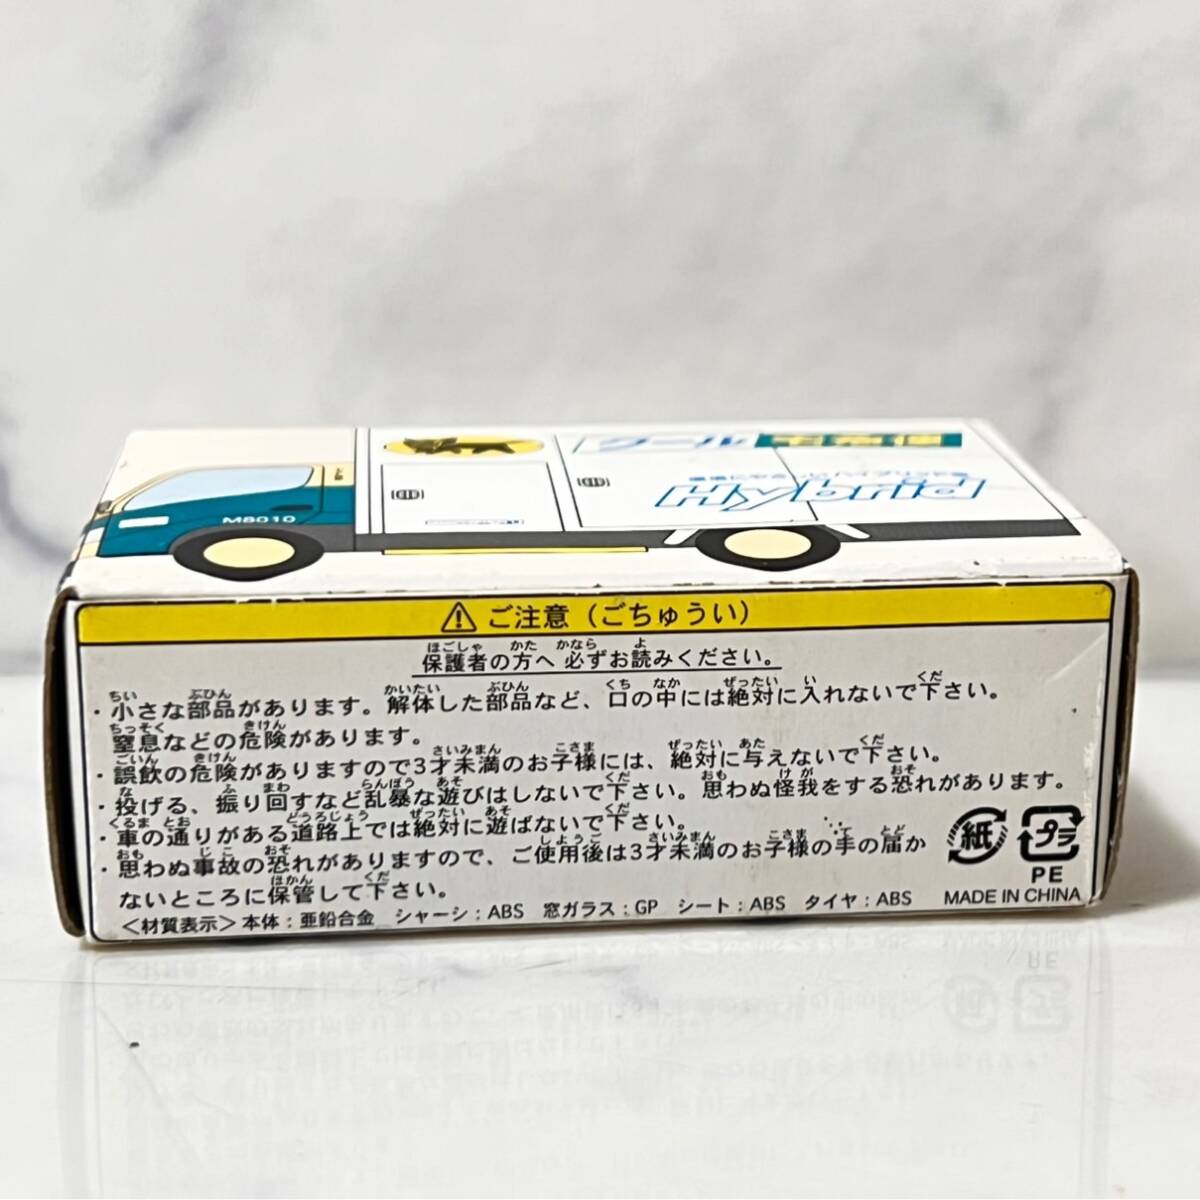 宅急便 クール
M8010
⚠ ご注意（ごちゅうい）
保護者の方へ 必ずお読みください。
・小さな部品があります。解体した部品など、口の中には絶対に入れないで下さい。
窒息などの危険があります。
・誤飲の危険がありますので3才未満のお子様には、絶対に与えないで下さい。
・投げる、振り回すなど乱暴な遊びはしないで下さい。思わぬ怪我をする恐れがあります。
・車の通りがある道路上では絶対に遊ばないで下さい。
・思わぬ事故の恐れがありますので、ご使用後は3才未満のお子様の手の届か
ないところに保管して下さい。
＜材質表示＞本体：亜鉛合金 シャーシ：ABS 窓ガラス：GP シート：ABS タイヤ：ABS
紙 プラ
PE
MADE IN CHINA